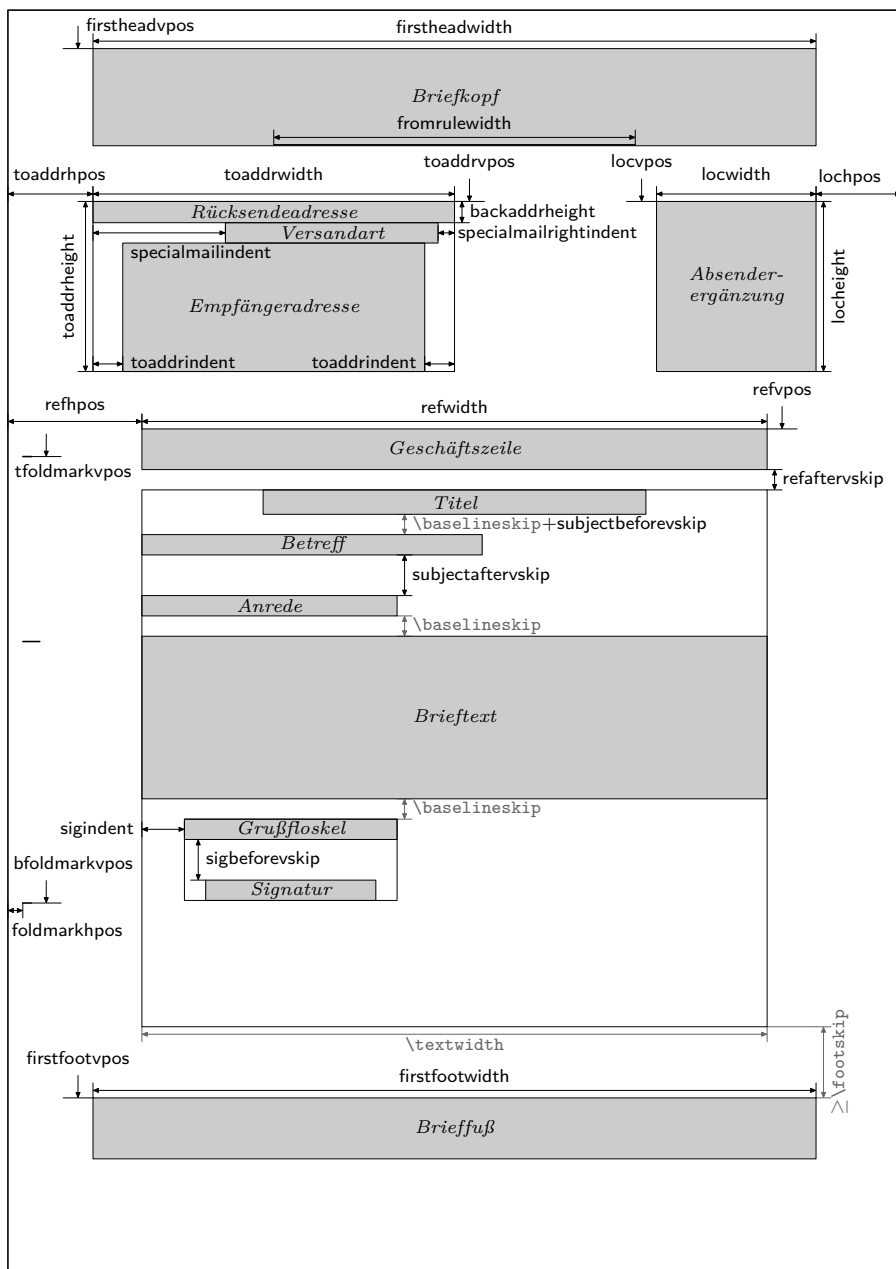 firstheadvpos
firstheadwidth
Briefkopf
fromrulewidth
toaddrvpos
locvpos
toaddrhpos
toaddrwidth
locwidth
lochpos
Rücksendeadresse
backaddrheight
Versandart
specialmailrightindent
specialmailindent
toaddrheight
Empfängeradresse
Absender-
ergänzung
locheight
toaddrindent
toaddrindent
refvpos
refhpos
refwidth
Geschäftszeile
tfoldmarkvpos
refaftervskip
Titel
\baselineskip+subjectbeforevskip
Betreff
subjectaftervskip
Anrede
\baselineskip
Brieftext
\baselineskip
sigindent
Grußfloskel
sigbeforevskip
bfoldmarkvpos
Signatur
foldmarkhpos
\textwidth
≥\footskip
firstfootvpos
firstfootwidth
Brieffuß